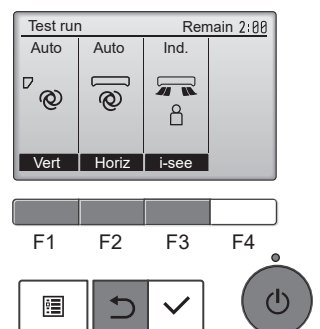 Test run Remain 2:00
Auto Auto Ind.
Vert Horiz i-see
F1 F2 F3 F4